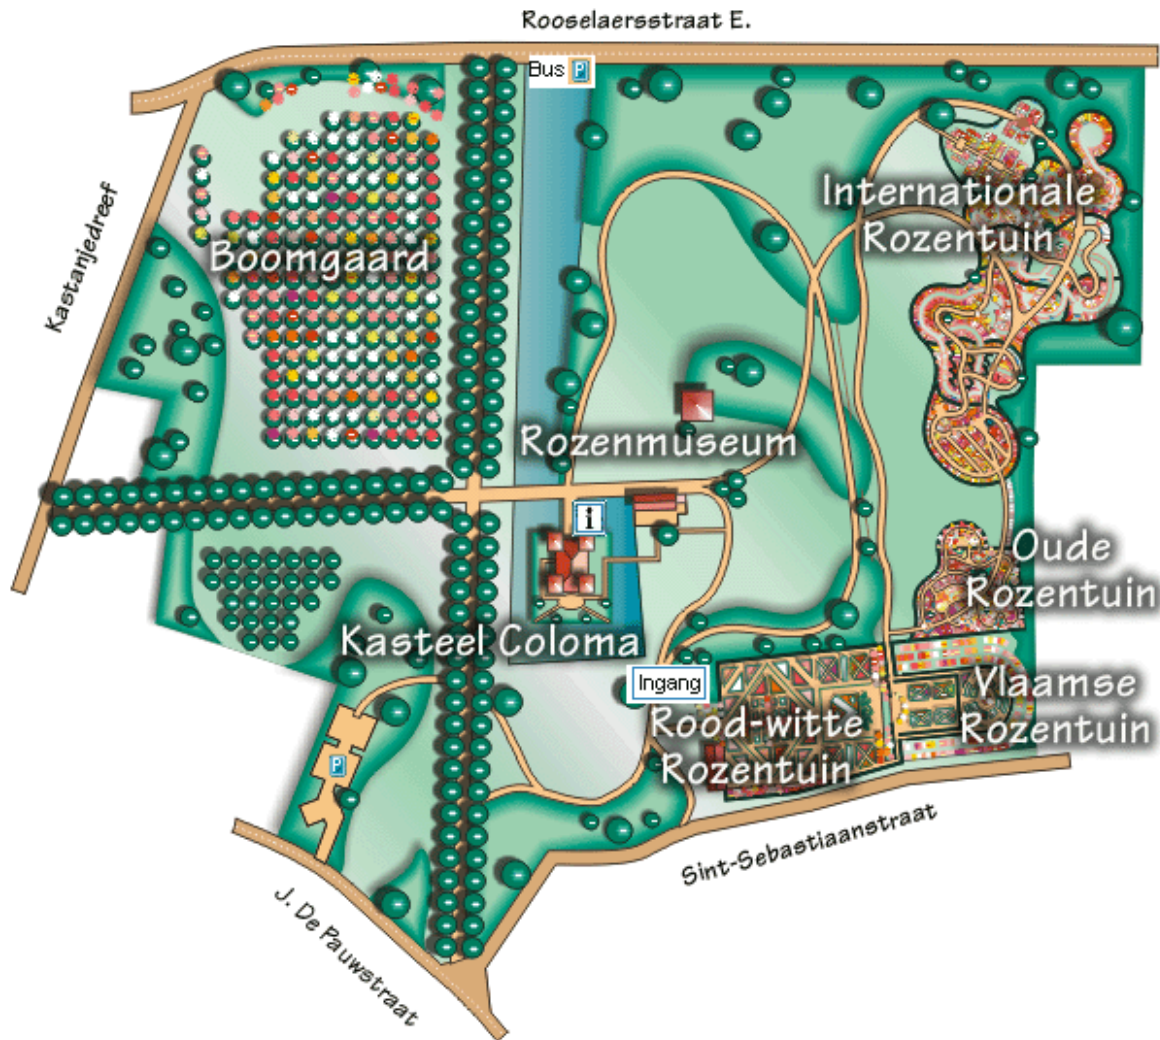 Rooselaersstraat E.
Bus P
Kastanjedreef
Internationale
Rozentuin
Boomgaard
Rozenmuseum
i
Oude
Rozentuin
Kasteel Coloma
Ingang
Vlaamse
Rozentuin
Rood-witte
Rozentuin
P
Sint-Sebastiaanstraat
J. De Pauwstraat